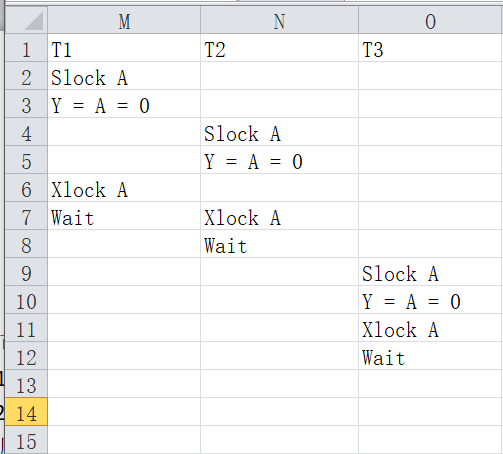 M N O
1 T1 T2 T3
2 Slock A
3 Y = A = 0
4 Slock A
5 Y = A = 0
6 Xlock A
7 Wait Xlock A
8 Wait
9 Slock A
10 Y = A = 0
11 Xlock A
12 Wait
13
14
15